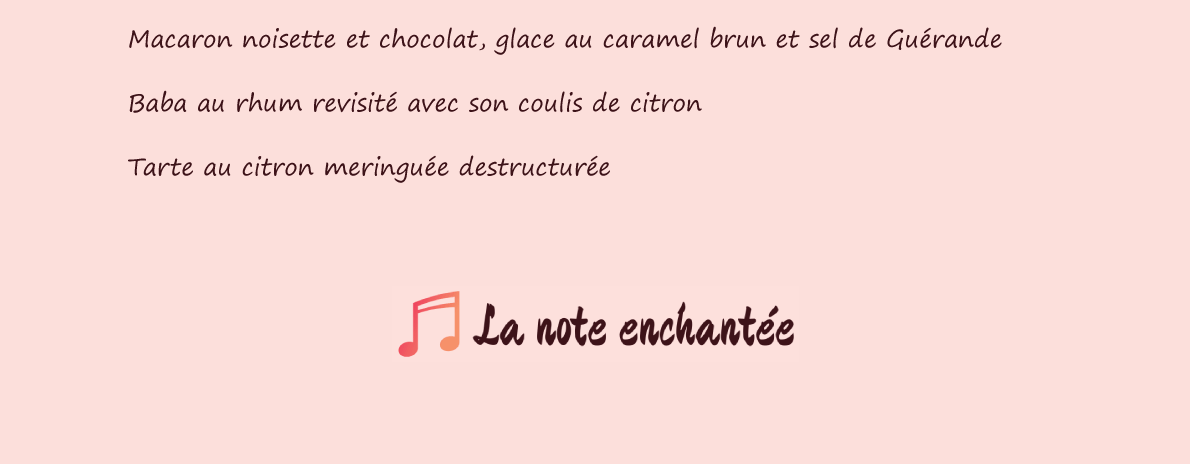 Macaron noisette et chocolat, glace au caramel brun et sel de Guérande
Baba au rhum revisité avec son coulis de citron
Tarte au citron meringuée destructurée
La note enchantée